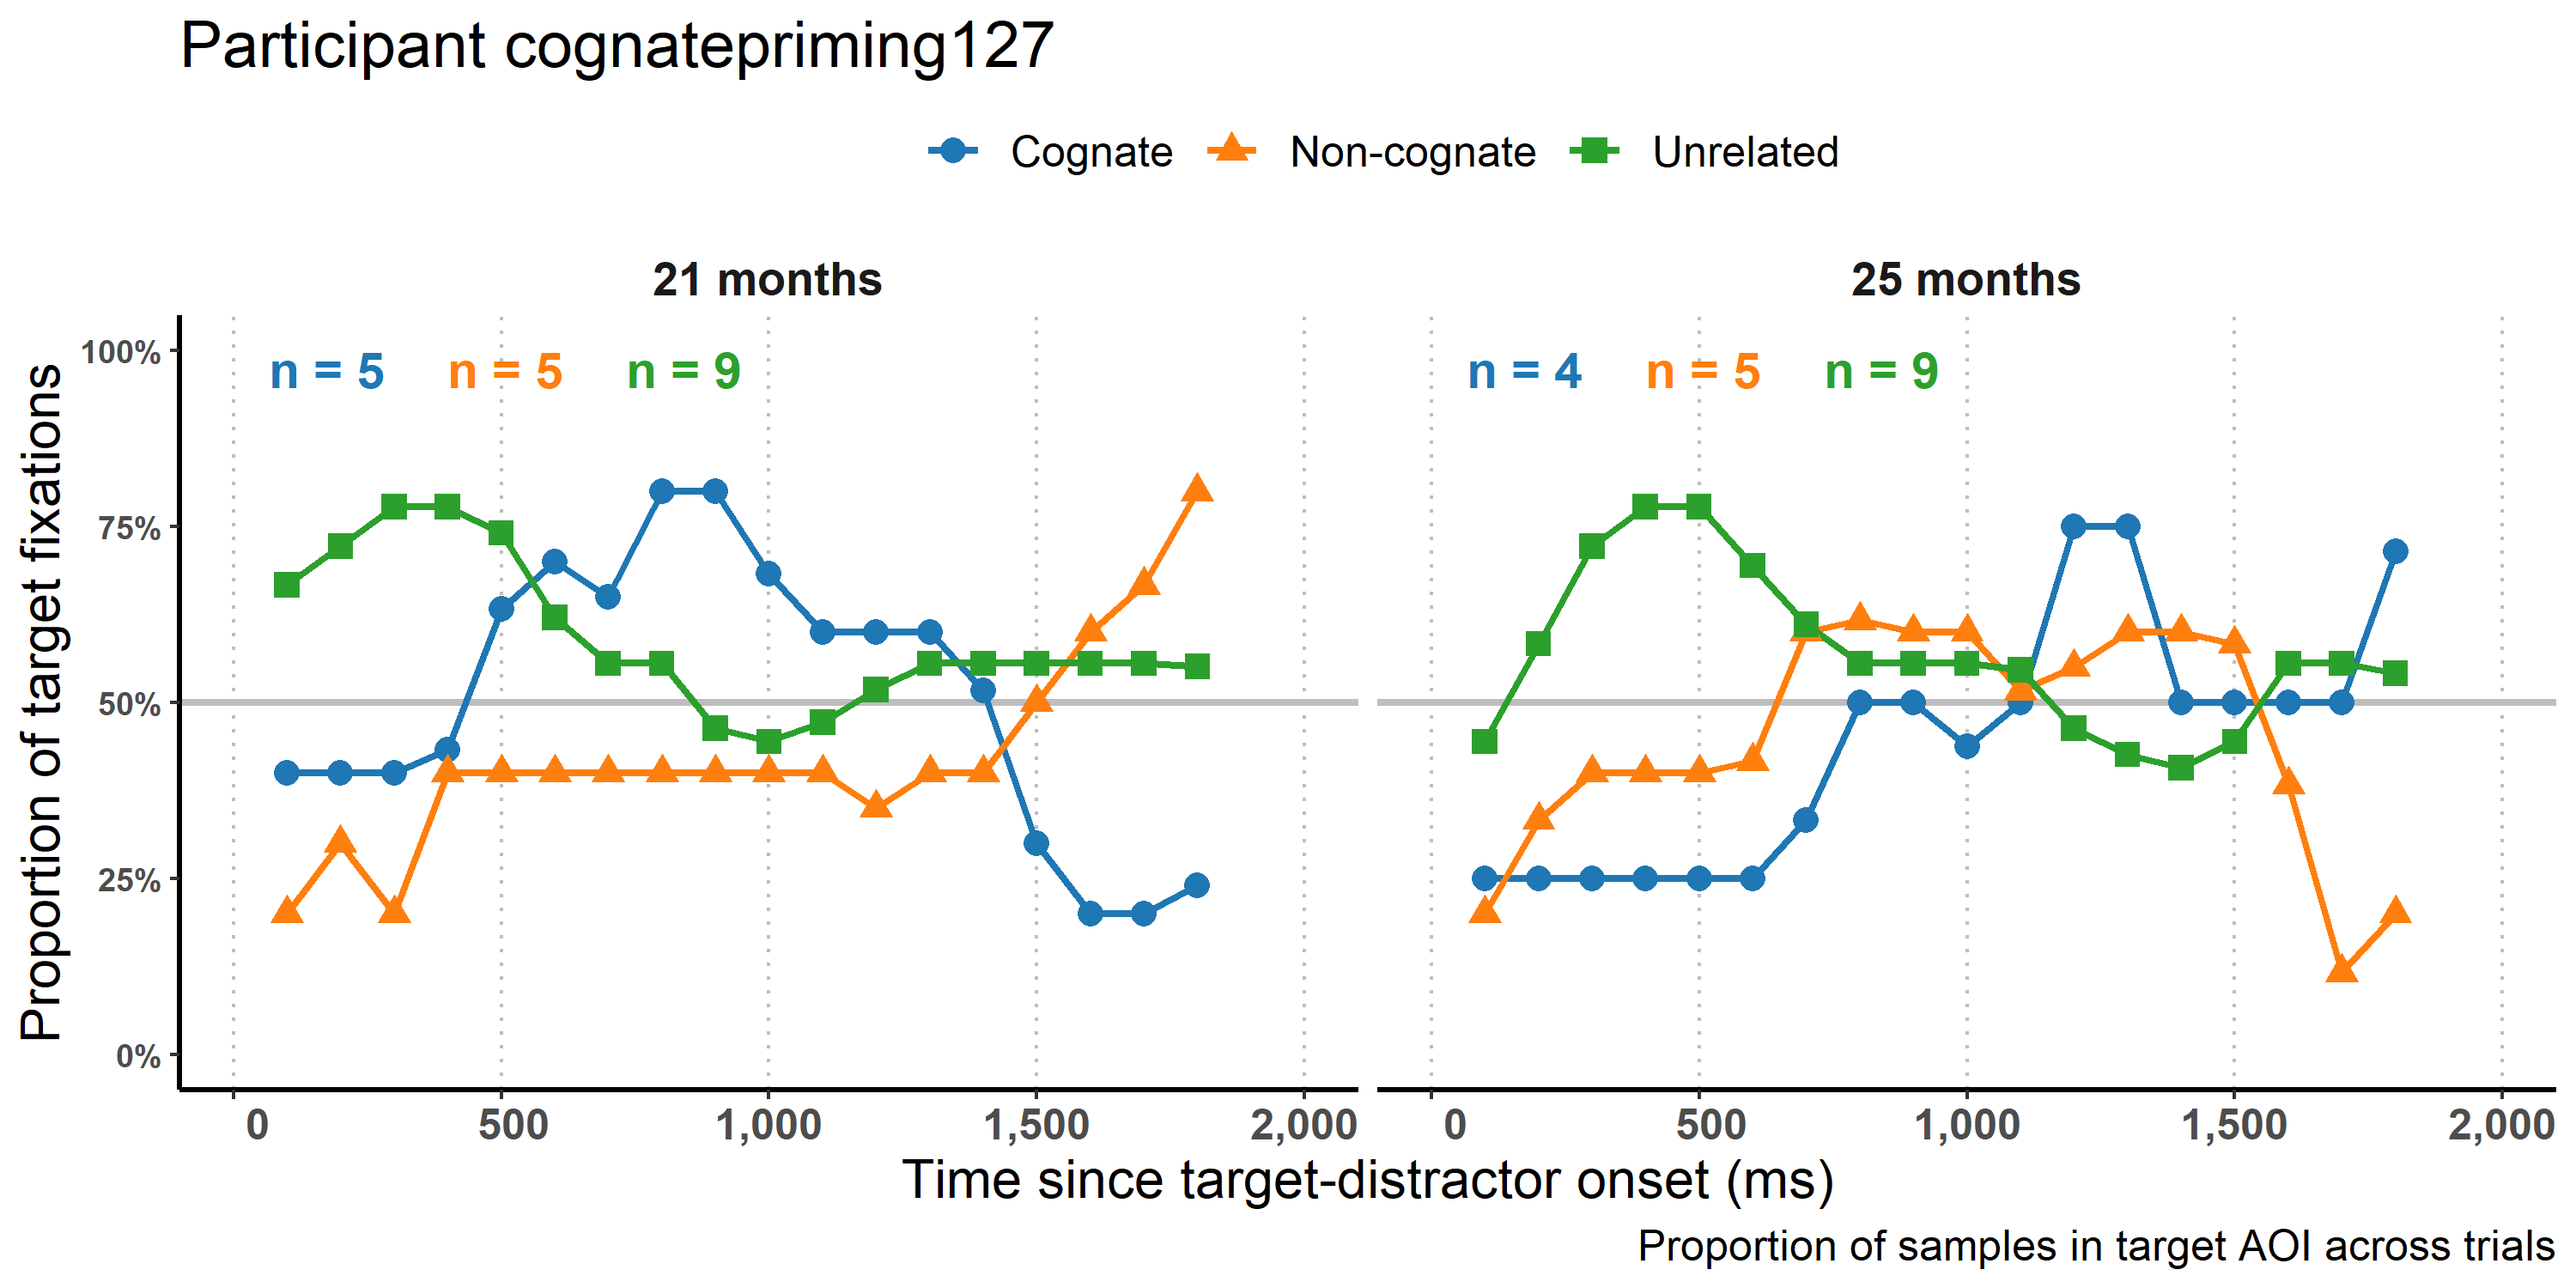 Participant cognatepriming127
Cognate Non-cognate Unrelated
21 months 25 months
100%
75%
50%
25%
0%
n = 5 n = 5 n = 9
n = 4 n = 5 n = 9
Proportion of target fixations
0 500 1,000 1,500 2,000
0 500 1,000 1,500 2,000
Time since target-distractor onset (ms)
Proportion of samples in target AOI across trials